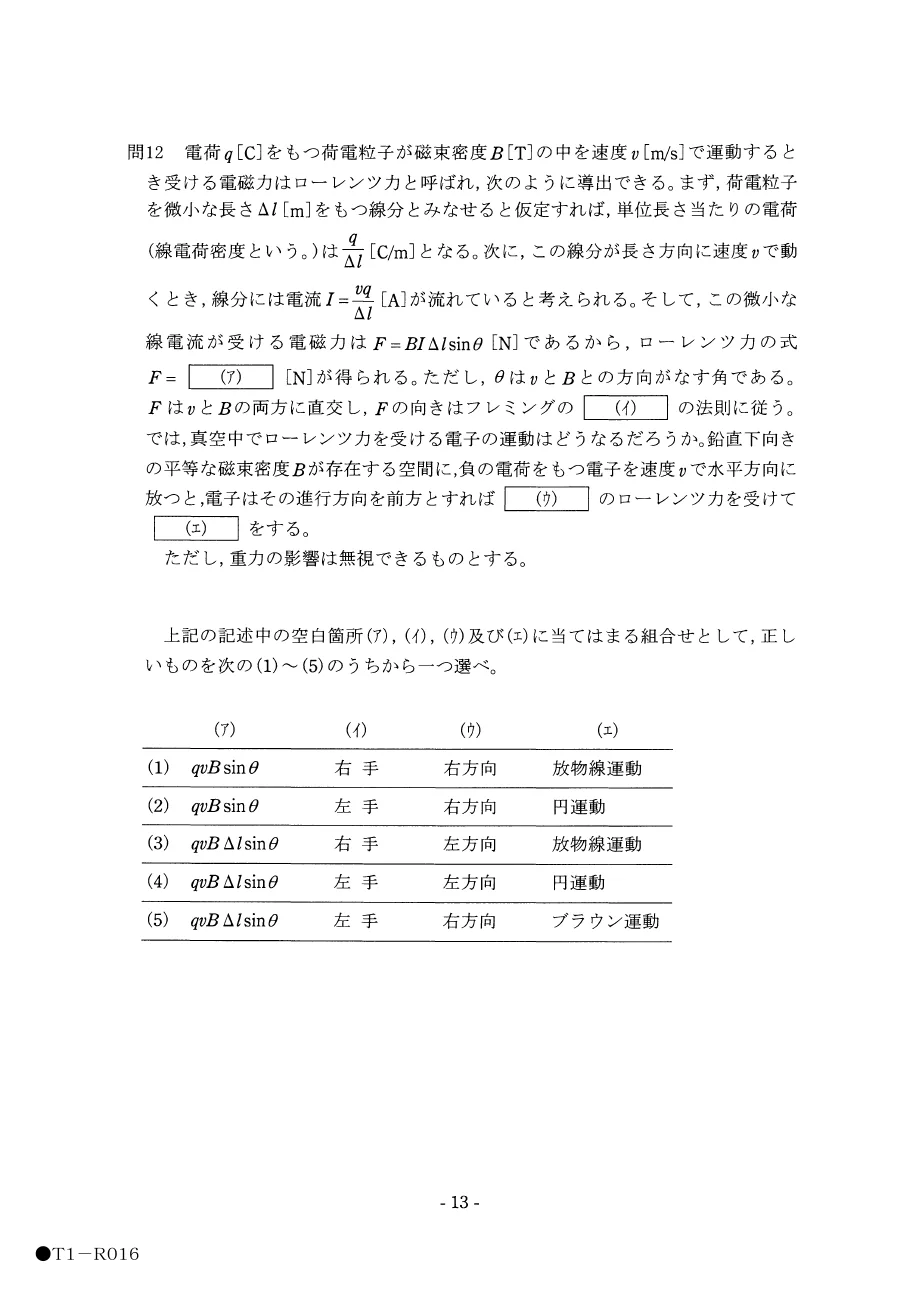 問12 電荷q[C]をもつ荷電粒子が磁束密度B[T]の中を速度v[m/s]で運動すると
き受ける電磁力はローレンツ力と呼ばれ,次のように導出できる。まず,荷電粒子
を微小な長さΔl[m]をもつ線分とみなせると仮定すれば,単位長さ当たりの電荷
(線電荷密度という。)は q/Δl [C/m]となる。次に,この線分が長さ方向に速度vで動
くとき,線分には電流I=vq/Δl [A]が流れていると考えられる。そして,この微小な
線電流が受ける電磁力はF=BIΔlsinθ [N]であるから,ローレンツ力の式
F= (ア) [N]が得られる。ただし,θはvとBとの方向がなす角である。
FはvとBの両方に直交し,Fの向きはフレミングの (イ) の法則に従う。
では,真空中でローレンツ力を受ける電子の運動はどうなるだろうか。鉛直下向き
の平等な磁束密度Bが存在する空間に,負の電荷をもつ電子を速度vで水平方向に
放つと,電子はその進行方向を前方とすれば (ウ) のローレンツ力を受けて
(エ) をする。
ただし,重力の影響は無視できるものとする。
上記の記述中の空白箇所(ア),(イ),(ウ)及び(エ)に当てはまる組合せとして,正し
いものを次の(1)~(5)のうちから一つ選べ。
(ア) (イ) (ウ) (エ)
(1) qvBsinθ 右 手 右方向 放物線運動
(2) qvBsinθ 左 手 右方向 円運動
(3) qvBΔlsinθ 右 手 左方向 放物線運動
(4) qvBΔlsinθ 左 手 左方向 円運動
(5) qvBΔlsinθ 左 手 右方向 ブラウン運動
- 13 -
●T1-R016